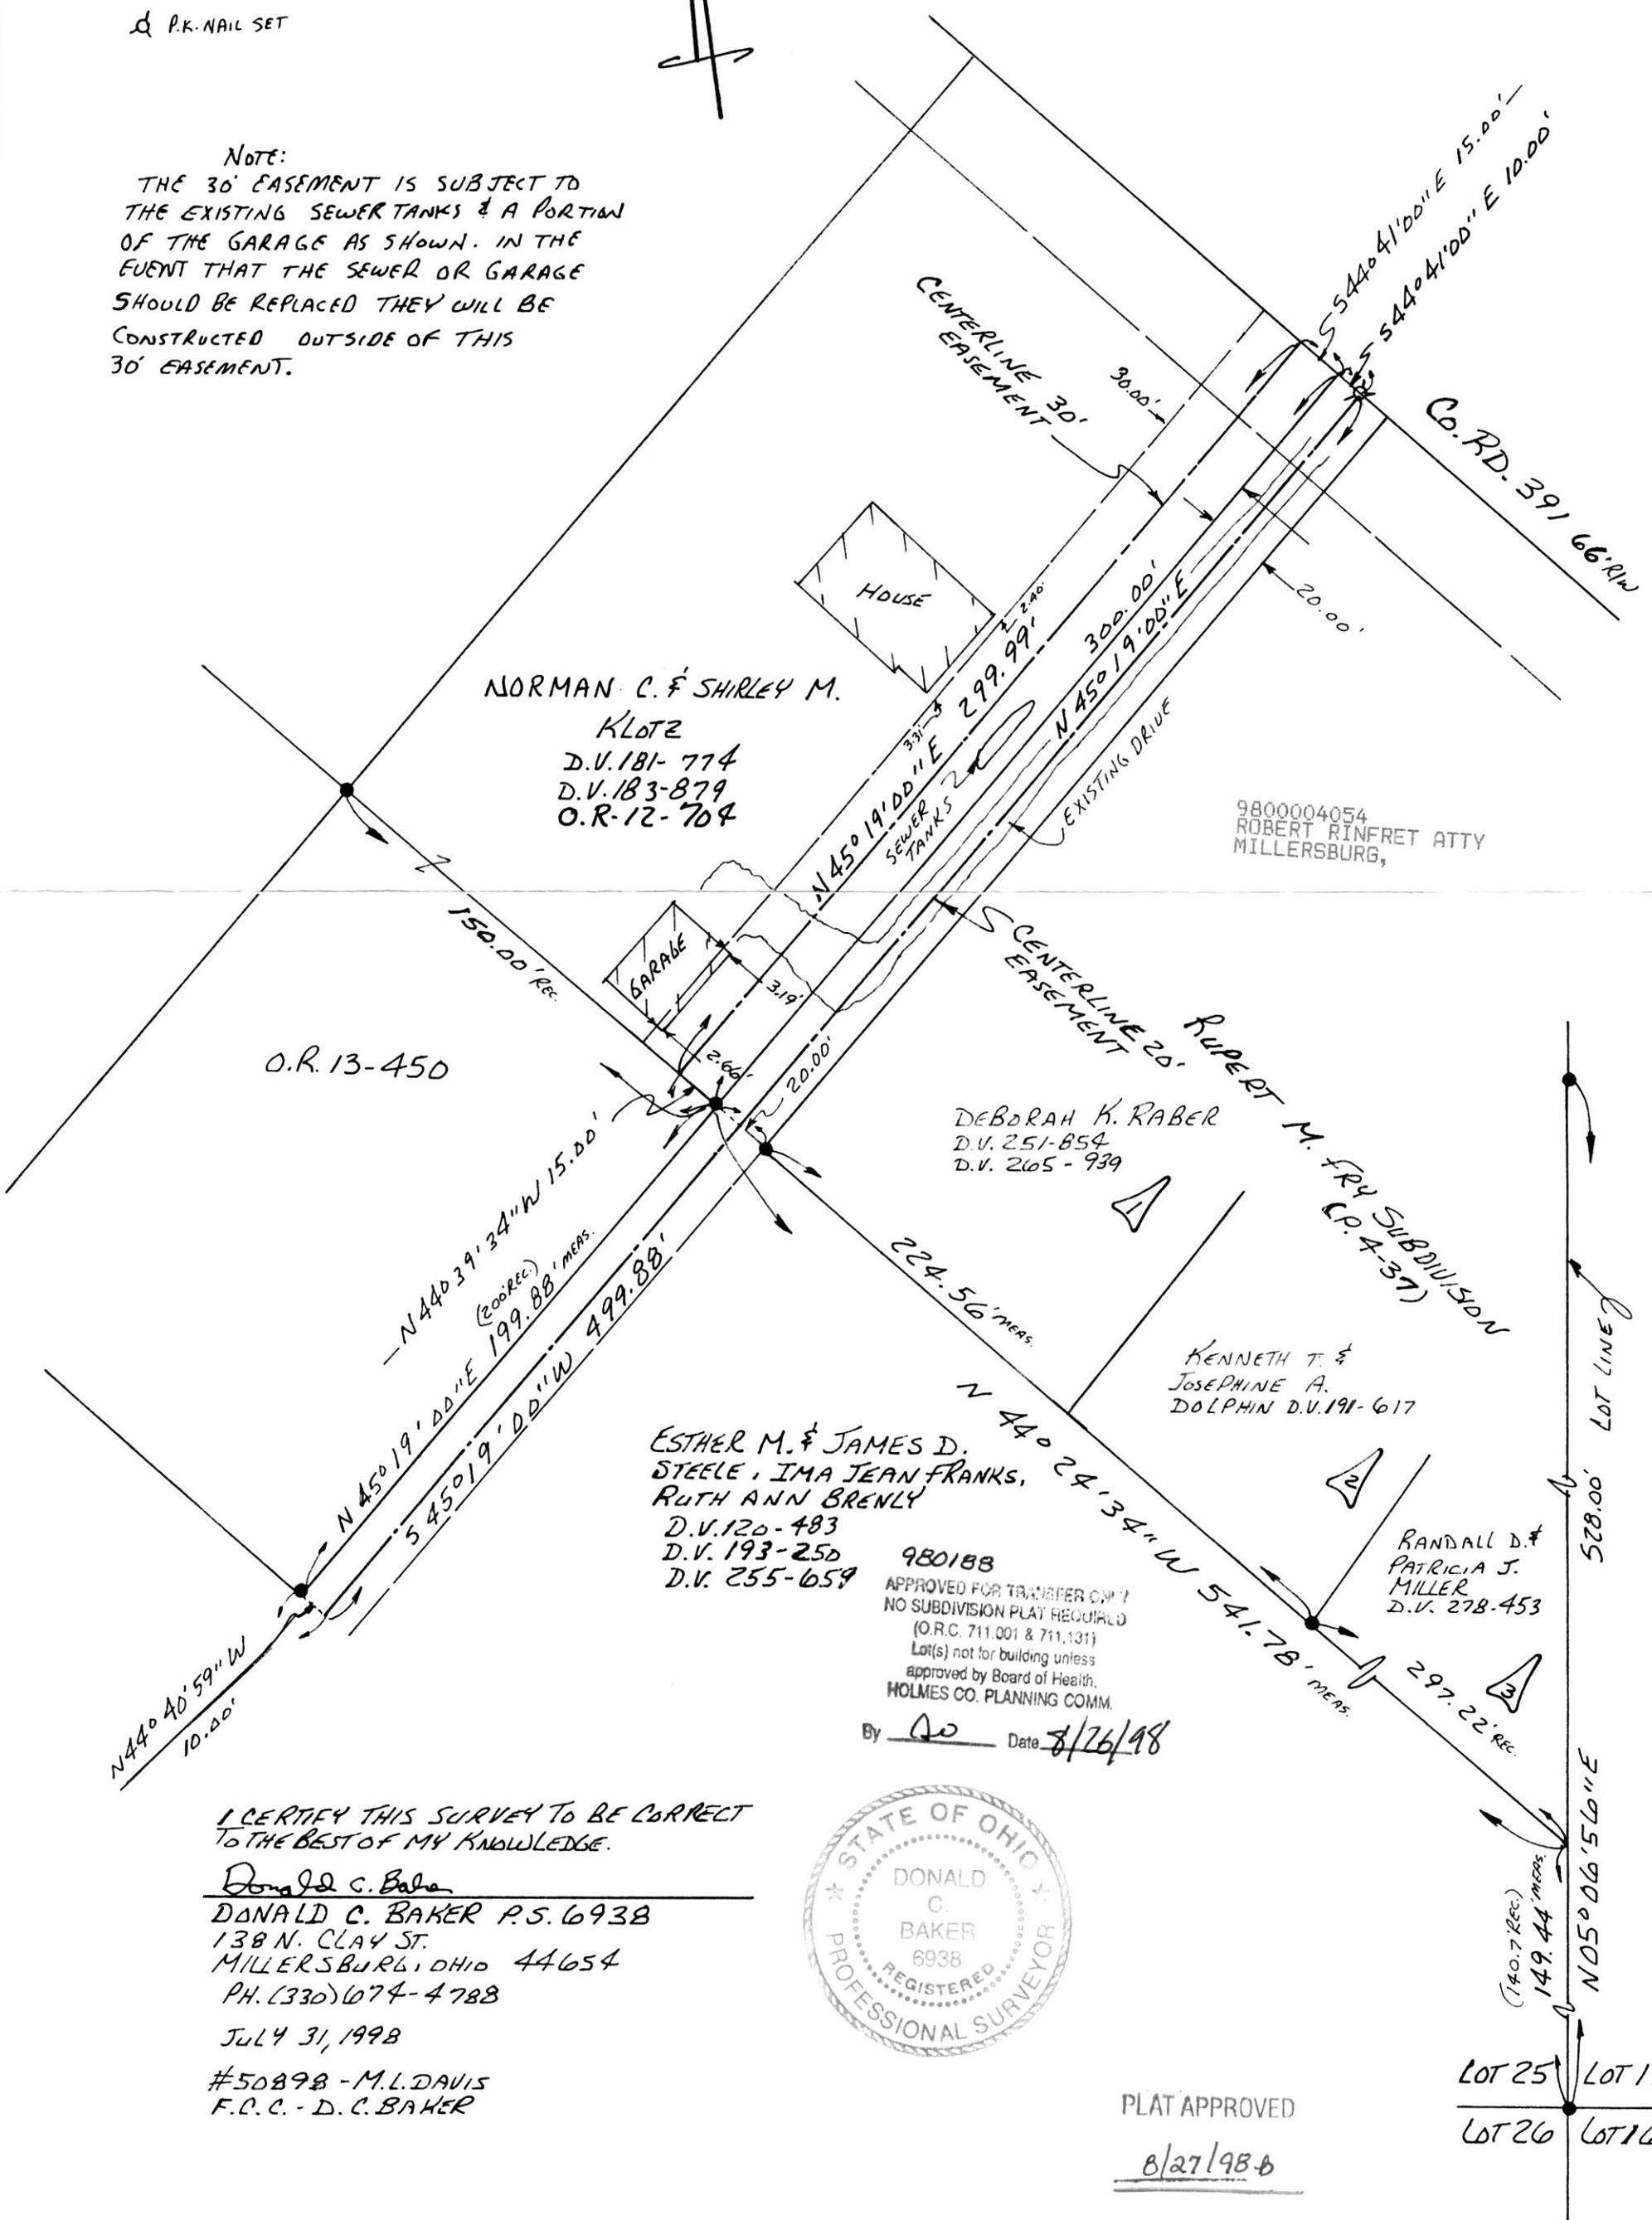 P.K. NAIL SET
NOTE:
THE 30' EASEMENT IS SUBJECT TO
THE EXISTING SEWER TANKS & A PORTION
OF THE GARAGE AS SHOWN. IN THE
EVENT THAT THE SEWER OR GARAGE
SHOULD BE REPLACED THEY WILL BE
CONSTRUCTED OUTSIDE OF THIS
30' EASEMENT.
S44°41'00"E 15.00'
S44°41'00"E 10.00'
CENTERLINE 30'
EASEMENT
30.00'
CO. RD. 391 66' R/W
20.00'
HOUSE
2.40'
300.00'
N45°19'00"E
N45°19'00"E 299.99'
3.31'
NORMAN C. & SHIRLEY M.
KLOTZ
D.V. 181-774
D.V. 183-879
O.R-12-704
SEWER
TANKS
EXISTING DRIVE
9800004054
ROBERT RINFRET ATTY
MILLERSBURG,
150.00' REC.
GARAGE
3.19'
2.66'
20.00'
CENTERLINE 20'
EASEMENT
RUPERT M. FRY SUBDIVISION
(P. 4-37)
O.R. 13-450
DEBORAH K. RABER
D.V. 251-854
D.V. 265-939
1
N44°39'34"W 15.00'
(200' REC.)
N45°19'00"E 199.88' MEAS.
S45°19'00"W 499.88'
224.56' MEAS.
KENNETH T. &
JOSEPHINE A.
DOLPHIN D.V. 191-617
2
LOT LINE
528.00'
N 44° 24' 34" W 541.78' MEAS.
ESTHER M. & JAMES D.
STEELE, IMA JEAN FRANKS,
RUTH ANN BRENLY
D.V. 120-483
D.V. 193-250
D.V. 255-659
RANDALL D. &
PATRICIA J.
MILLER
D.V. 278-453
3
297.22' REC.
980188
APPROVED FOR TRANSFER ONLY
NO SUBDIVISION PLAT REQUIRED
(O.R.C. 711.001 & 711.131)
Lot(s) not for building unless
approved by Board of Health.
HOLMES CO. PLANNING COMM.
By Date 8/26/98
N44°40'59"W
10.00'
N05°06'56"E
(140.7 REC.)
149.44' MEAS.
I CERTIFY THIS SURVEY TO BE CORRECT
TO THE BEST OF MY KNOWLEDGE.
Donald C. Baker
DONALD C. BAKER P.S. 6938
138 N. CLAY ST.
MILLERSBURG, OHIO 44654
PH. (330) 674-4788
JULY 31, 1998
#50898 - M.L. DAVIS
F.C.C. - D.C. BAKER
STATE OF OHIO
DONALD
C.
BAKER
6938
REGISTERED
PROFESSIONAL SURVEYOR
PLAT APPROVED
8/27/98
LOT 25
LOT 1
LOT 26
LOT 16